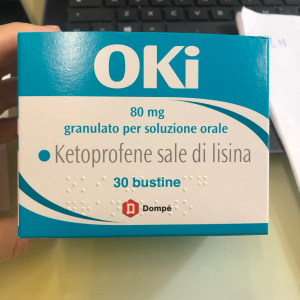 OKi
80 mg
granulato per soluzione orale
Ketoprofene sale di lisina
30 bustine
Dompé